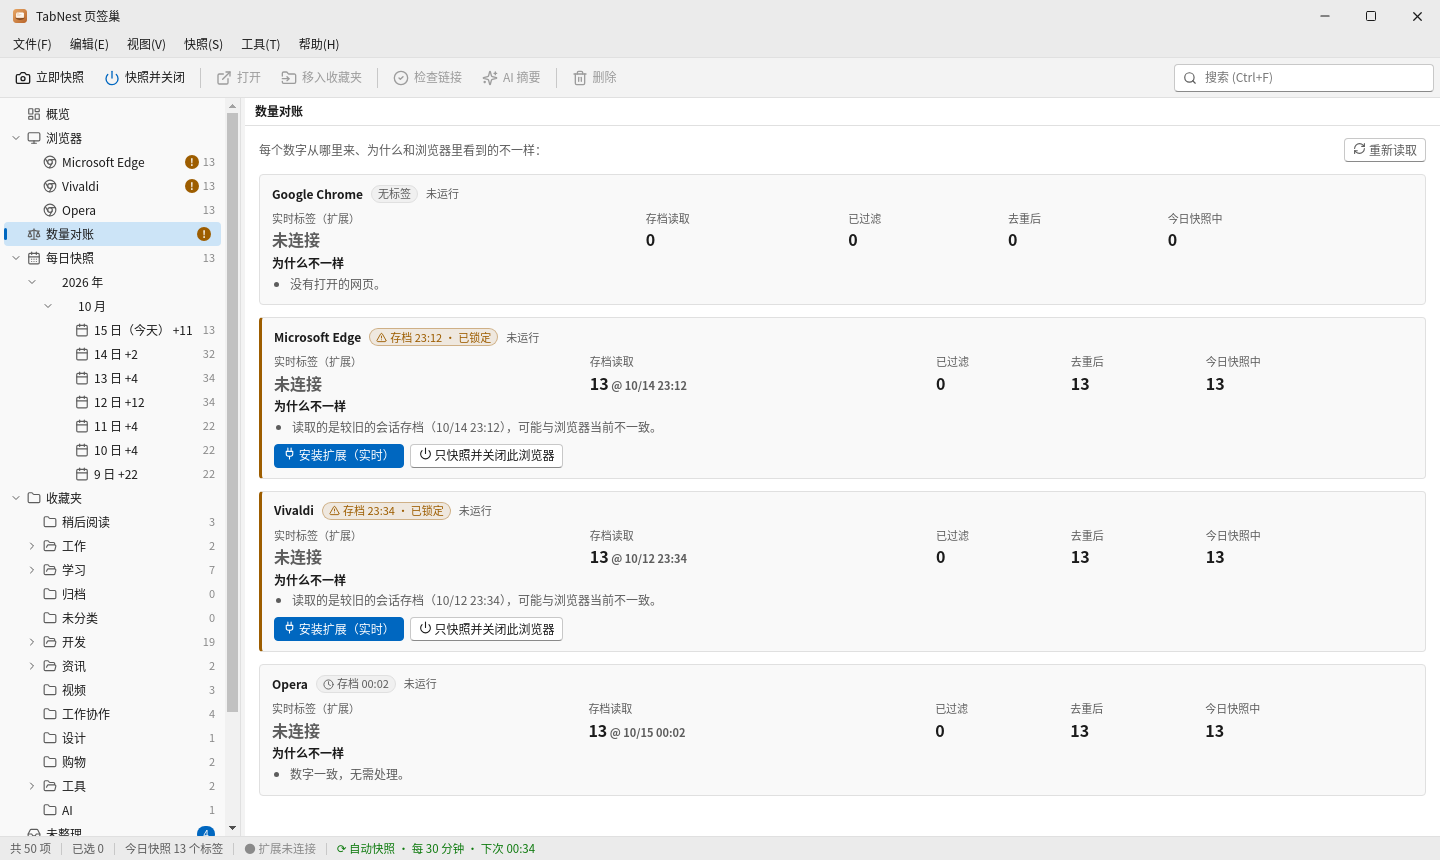 TabNest 页签巢
文件(F) 编辑(E) 视图(V) 快照(S) 工具(T) 帮助(H)
立即快照 快照并关闭 打开 移入收藏夹 检查链接 AI 摘要 删除 搜索 (Ctrl+F)
概览
浏览器
Microsoft Edge ! 13
Vivaldi ! 13
Opera 13
数量对账 !
每日快照 13
2026 年
10 月
15 日（今天） +11 13
14 日 +2 32
13 日 +4 34
12 日 +12 34
11 日 +4 22
10 日 +4 22
9 日 +22 22
收藏夹
稍后阅读 3
工作 2
学习 7
归档 0
未分类 0
开发 19
资讯 2
视频 3
工作协作 4
设计 1
购物 2
工具 2
AI 1
未整理 4
数量对账
每个数字从哪里来、为什么和浏览器里看到的不一样：
重新读取
Google Chrome 无标签 未运行
实时标签（扩展） 存档读取 已过滤 去重后 今日快照中
未连接 0 0 0 0
为什么不一样
• 没有打开的网页。
Microsoft Edge 存档 23:12 · 已锁定 未运行
实时标签（扩展） 存档读取 已过滤 去重后 今日快照中
未连接 13 @ 10/14 23:12 0 13 13
为什么不一样
• 读取的是较旧的会话存档（10/14 23:12），可能与浏览器当前不一致。
安装扩展（实时） 只快照并关闭此浏览器
Vivaldi 存档 23:34 · 已锁定 未运行
实时标签（扩展） 存档读取 已过滤 去重后 今日快照中
未连接 13 @ 10/12 23:34 0 13 13
为什么不一样
• 读取的是较旧的会话存档（10/12 23:34），可能与浏览器当前不一致。
安装扩展（实时） 只快照并关闭此浏览器
Opera 存档 00:02 未运行
实时标签（扩展） 存档读取 已过滤 去重后 今日快照中
未连接 13 @ 10/15 00:02 0 13 13
为什么不一样
• 数字一致，无需处理。
共 50 项 已选 0 今日快照 13 个标签 扩展未连接 ⟳ 自动快照 · 每 30 分钟 · 下次 00:34